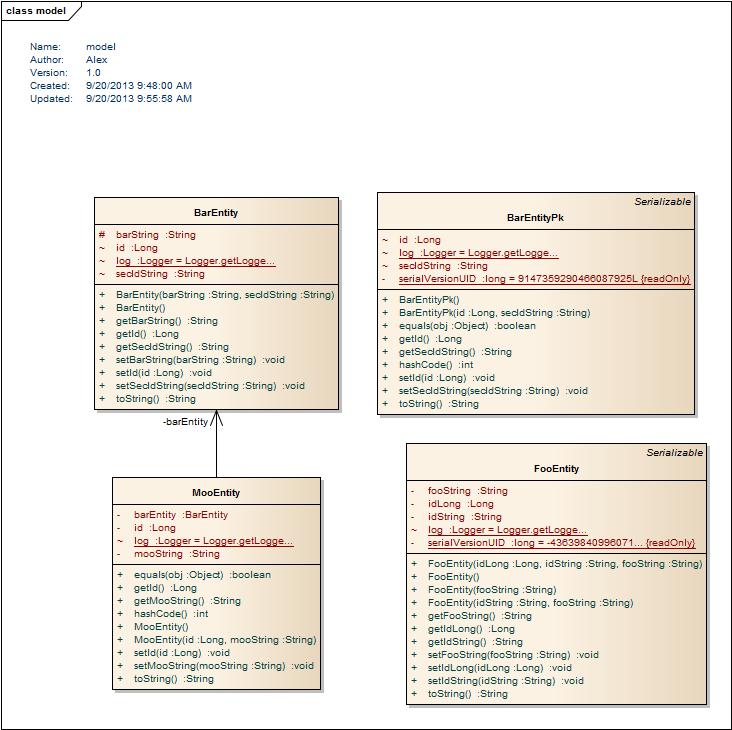 class model
Name: model
Author: Alex
Version: 1.0
Created: 9/20/2013 9:48:00 AM
Updated: 9/20/2013 9:55:58 AM
BarEntity
# barString :String
~ id :Long
~ log :Logger = Logger.getLogge...
~ secIdString :String
+ BarEntity(barString :String, secIdString :String)
+ BarEntity()
+ getBarString() :String
+ getId() :Long
+ getSecIdString() :String
+ setBarString(barString :String) :void
+ setId(id :Long) :void
+ setSecIdString(secIdString :String) :void
+ toString() :String
Serializable
BarEntityPk
~ id :Long
~ log :Logger = Logger.getLogge...
~ secIdString :String
- serialVersionUID :long = 9147359290466087925L {readOnly}
+ BarEntityPk()
+ BarEntityPk(id :Long, secIdString :String)
+ equals(obj :Object) :boolean
+ getId() :Long
+ getSecIdString() :String
+ hashCode() :int
+ setId(id :Long) :void
+ setSecIdString(secIdString :String) :void
+ toString() :String
-barEntity
MooEntity
- barEntity :BarEntity
- id :Long
~ log :Logger = Logger.getLogge...
- mooString :String
+ equals(obj :Object) :boolean
+ getId() :Long
+ getMooString() :String
+ hashCode() :int
+ MooEntity()
+ MooEntity(id :Long, mooString :String)
+ setId(id :Long) :void
+ setMooString(mooString :String) :void
+ toString() :String
Serializable
FooEntity
- fooString :String
- idLong :Long
- idString :String
~ log :Logger = Logger.getLogge...
- serialVersionUID :long = -43639840996071... {readOnly}
+ FooEntity(idLong :Long, idString :String, fooString :String)
+ FooEntity()
+ FooEntity(fooString :String)
+ FooEntity(idString :String, fooString :String)
+ getFooString() :String
+ getIdLong() :Long
+ getIdString() :String
+ setFooString(fooString :String) :void
+ setIdLong(idLong :Long) :void
+ setIdString(idString :String) :void
+ toString() :String